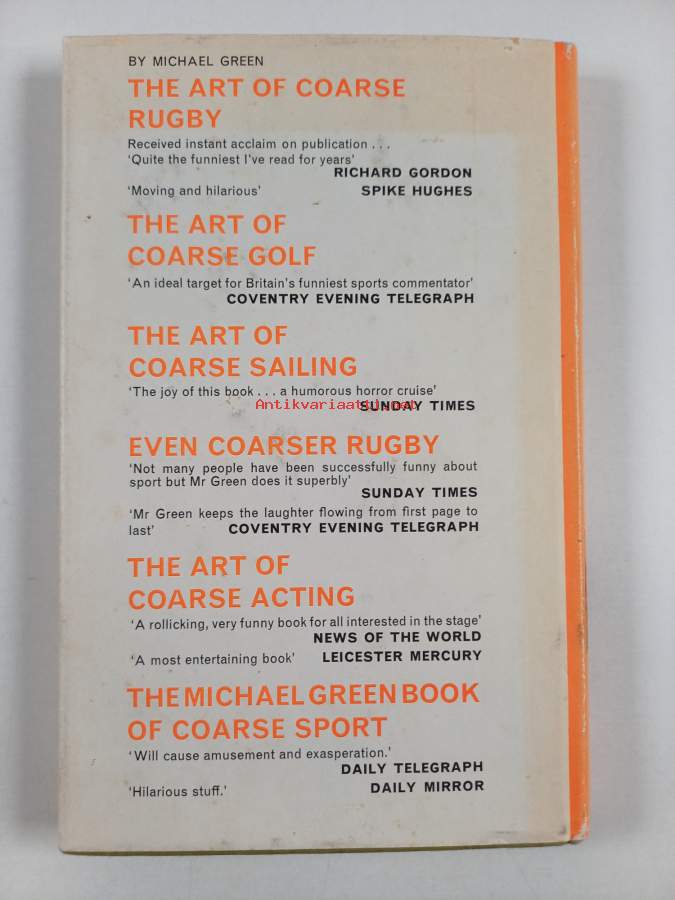 BY MICHAEL GREEN
THE ART OF COARSE
RUGBY
Received instant acclaim on publication . . .
‘Quite the funniest I've read for years’
RICHARD GORDON
‘Moving and hilarious’ SPIKE HUGHES
THE ART OF
COARSE GOLF
‘An ideal target for Britain's funniest sports commentator’
COVENTRY EVENING TELEGRAPH
THE ART OF
COARSE SAILING
‘The joy of this book . . . a humorous horror cruise’
Antikvariaatti.net
SUNDAY TIMES
EVEN COARSER RUGBY
‘Not many people have been successfully funny about
sport but Mr Green does it superbly’
SUNDAY TIMES
‘Mr Green keeps the laughter flowing from first page to
last’ COVENTRY EVENING TELEGRAPH
THE ART OF
COARSE ACTING
‘A rollicking, very funny book for all interested in the stage’
NEWS OF THE WORLD
‘A most entertaining book’ LEICESTER MERCURY
THE MICHAEL GREEN BOOK
OF COARSE SPORT
‘Will cause amusement and exasperation.’
DAILY TELEGRAPH
‘Hilarious stuff.’ DAILY MIRROR